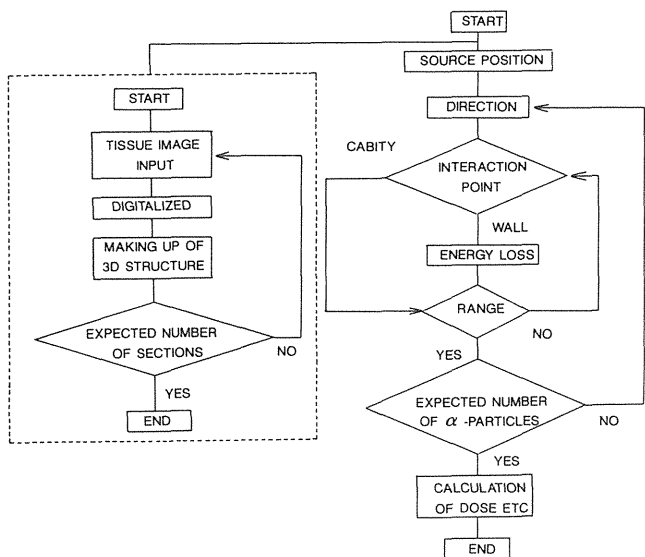 START
TISSUE IMAGE
INPUT
DIGITALIZED
MAKING UP OF
3D STRUCTURE
EXPECTED NUMBER
OF SECTIONS
NO
YES
END
START
SOURCE POSITION
DIRECTION
CABITY
INTERACTION
POINT
WALL
ENERGY LOSS
RANGE
NO
YES
EXPECTED NUMBER
OF α -PARTICLES
NO
YES
CALCULATION
OF DOSE ETC
END